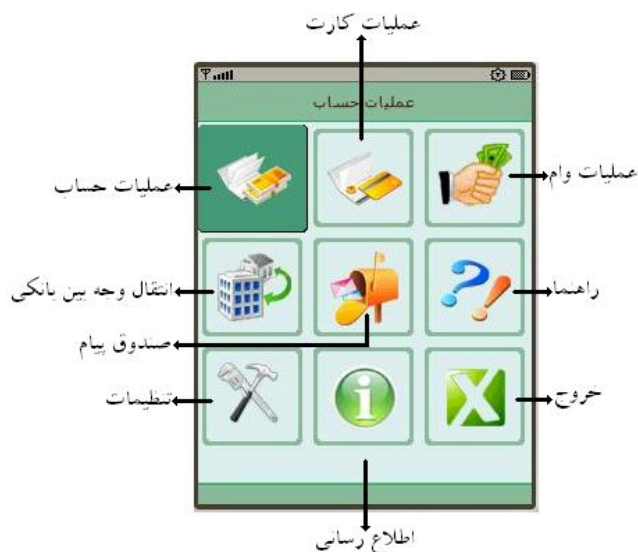 عملیات کارت
عملیات حساب
عملیات وام
عملیات حساب
راهنما
انتقال وجه بین بانکی
صندوق پیام
تنظیمات
خروج
اطلاع رسانی